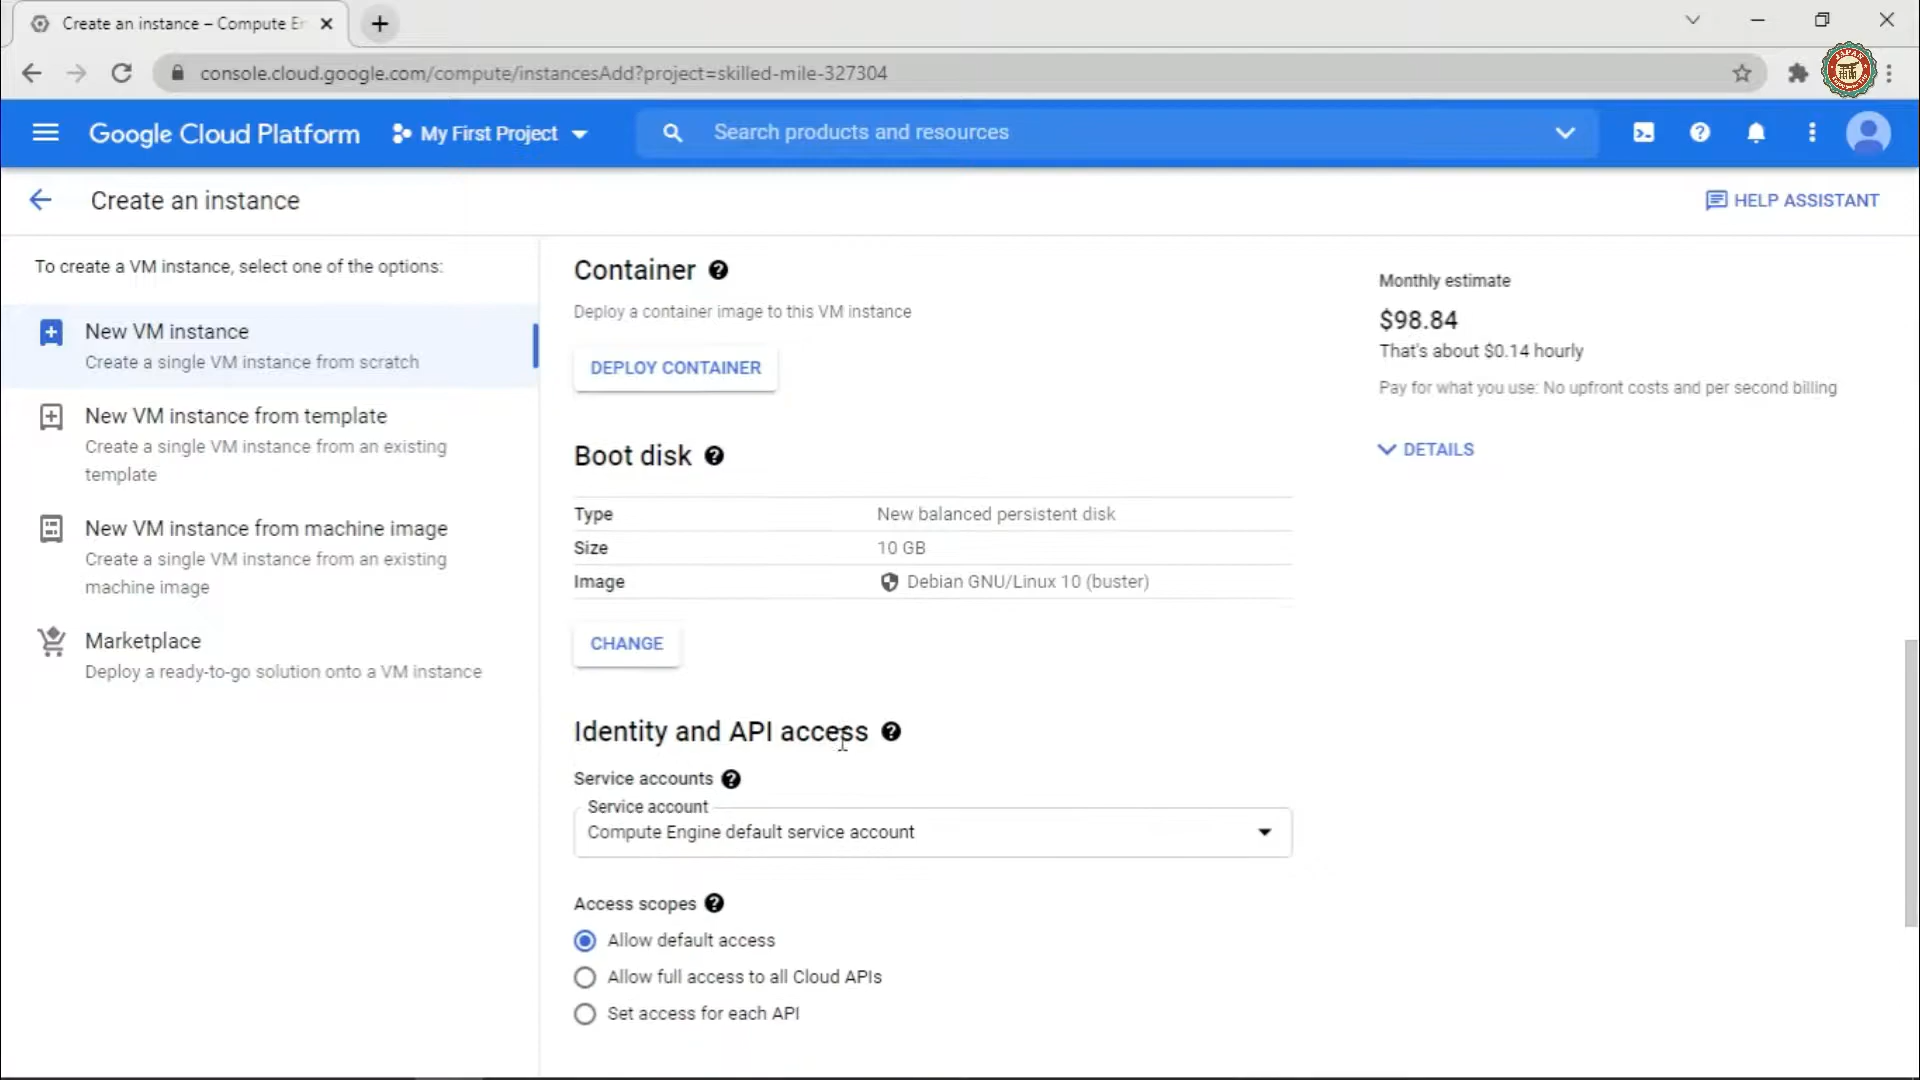 Create an instance – Compute En
console.cloud.google.com/compute/instancesAdd?project=skilled-mile-327304
Google Cloud Platform
My First Project
Search products and resources
Create an instance
HELP ASSISTANT
To create a VM instance, select one of the options:
New VM instance
Create a single VM instance from scratch
New VM instance from template
Create a single VM instance from an existing
template
New VM instance from machine image
Create a single VM instance from an existing
machine image
Marketplace
Deploy a ready-to-go solution onto a VM instance
Container
Deploy a container image to this VM instance
DEPLOY CONTAINER
Boot disk
Type New balanced persistent disk
Size 10 GB
Image Debian GNU/Linux 10 (buster)
CHANGE
Identity and API access
Service accounts
Service account
Compute Engine default service account
Access scopes
Allow default access
Allow full access to all Cloud APIs
Set access for each API
Monthly estimate
$98.84
That's about $0.14 hourly
Pay for what you use: No upfront costs and per second billing
DETAILS